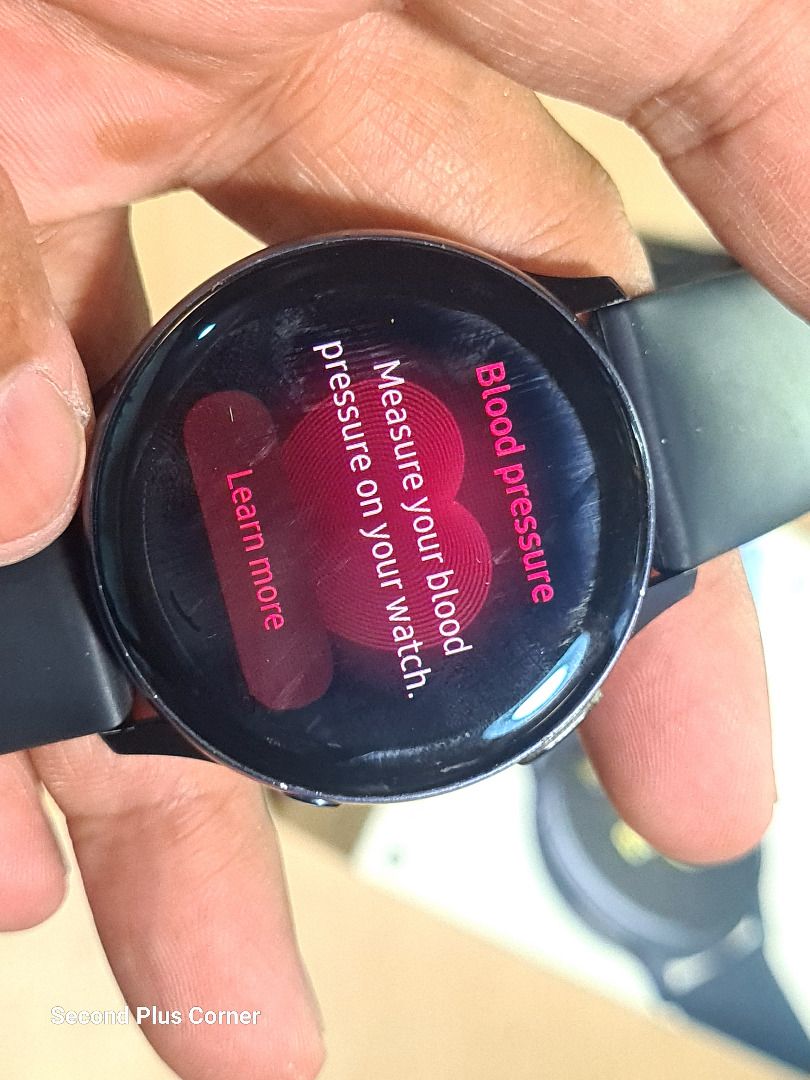 Blood pressure
Measure your blood
pressure on your watch.
Learn more
Second Plus Corner